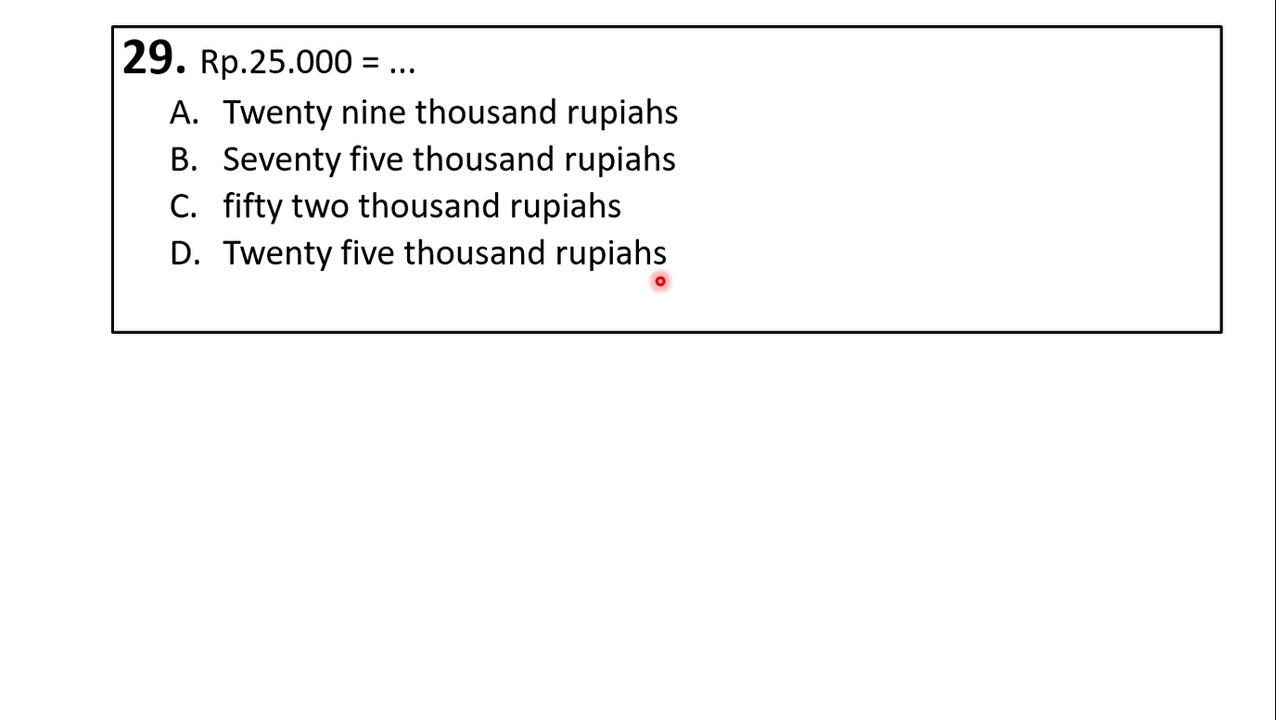 29. Rp.25.000 = ...
A. Twenty nine thousand rupiahs
B. Seventy five thousand rupiahs
C. fifty two thousand rupiahs
D. Twenty five thousand rupiahs